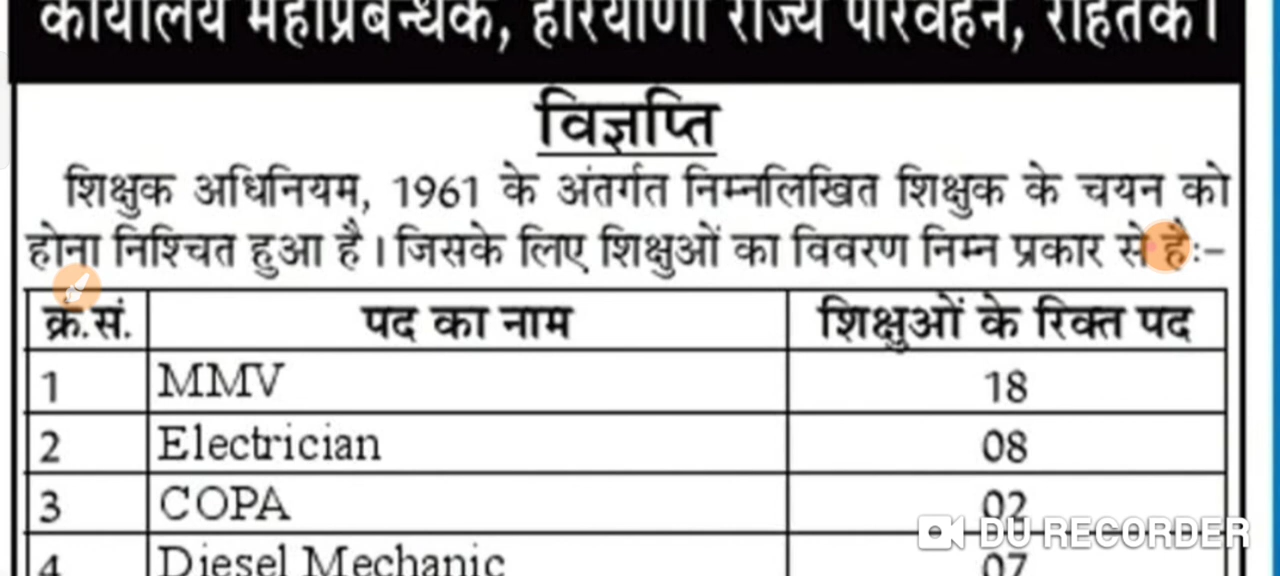 कार्यालय महाप्रबन्धक, हरियाणा राज्य परिवहन, रोहतक।
विज्ञप्ति
शिक्षुक अधिनियम, 1961 के अंतर्गत निम्नलिखित शिक्षुक के चयन को
होना निश्चित हुआ है। जिसके लिए शिक्षुओं का विवरण निम्न प्रकार से है:-
क्रं.सं. पद का नाम शिक्षुओं के रिक्त पद
1 MMV 18
2 Electrician 08
3 COPA 02
4 Diesel Mechanic 07
DU RECORDER